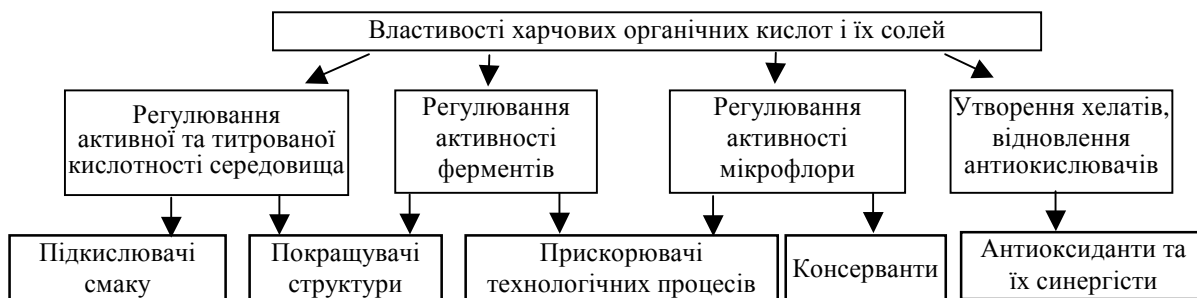 Властивості харчових органічних кислот і їх солей
Регулювання
активної та титрованої
кислотності середовища
Регулювання
активності
ферментів
Регулювання
активності
мікрофлори
Утворення хелатів,
відновлення
антиокислювачів
Підкислювачі
смаку
Покращувачі
структури
Прискорювачі
технологічних процесів
Консерванти
Антиоксиданти та
їх синергісти